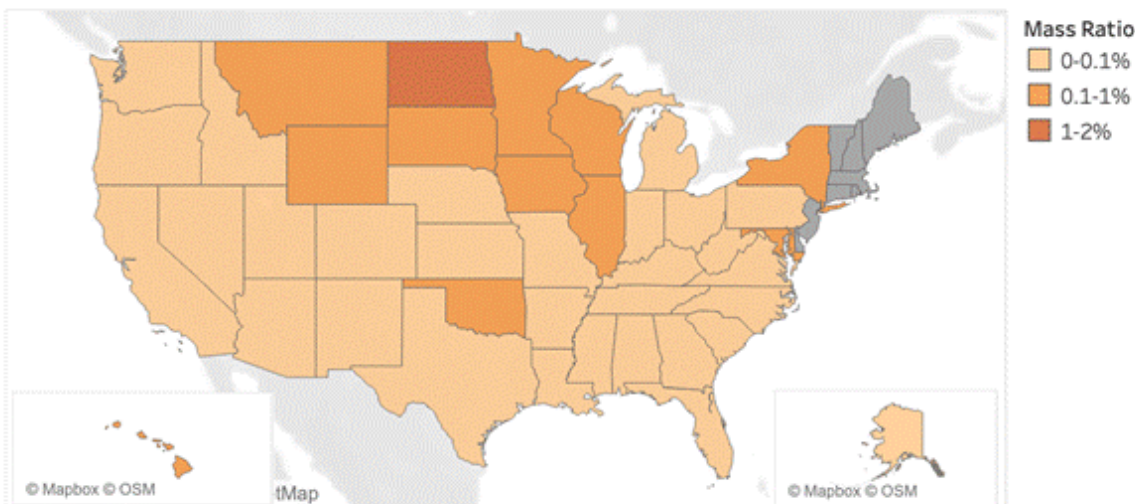 Mass Ratio
0-0.1%
0.1-1%
1-2%
© Mapbox © OSM
tMap
© Mapbox © OSM